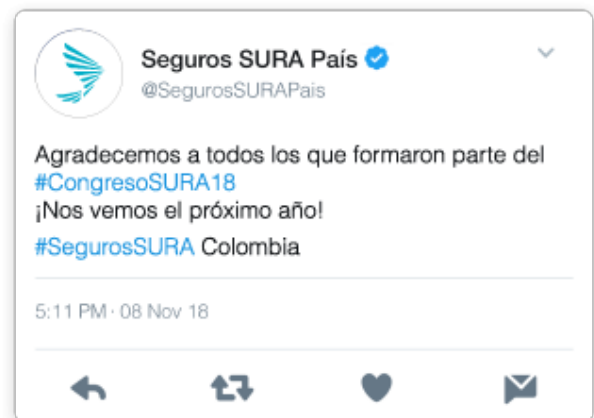 Seguros SURA País
@SegurosSURAPais
Agradecemos a todos los que formaron parte del
#CongresoSURA18
¡Nos vemos el próximo año!
#SegurosSURA Colombia
5:11 PM · 08 Nov 18